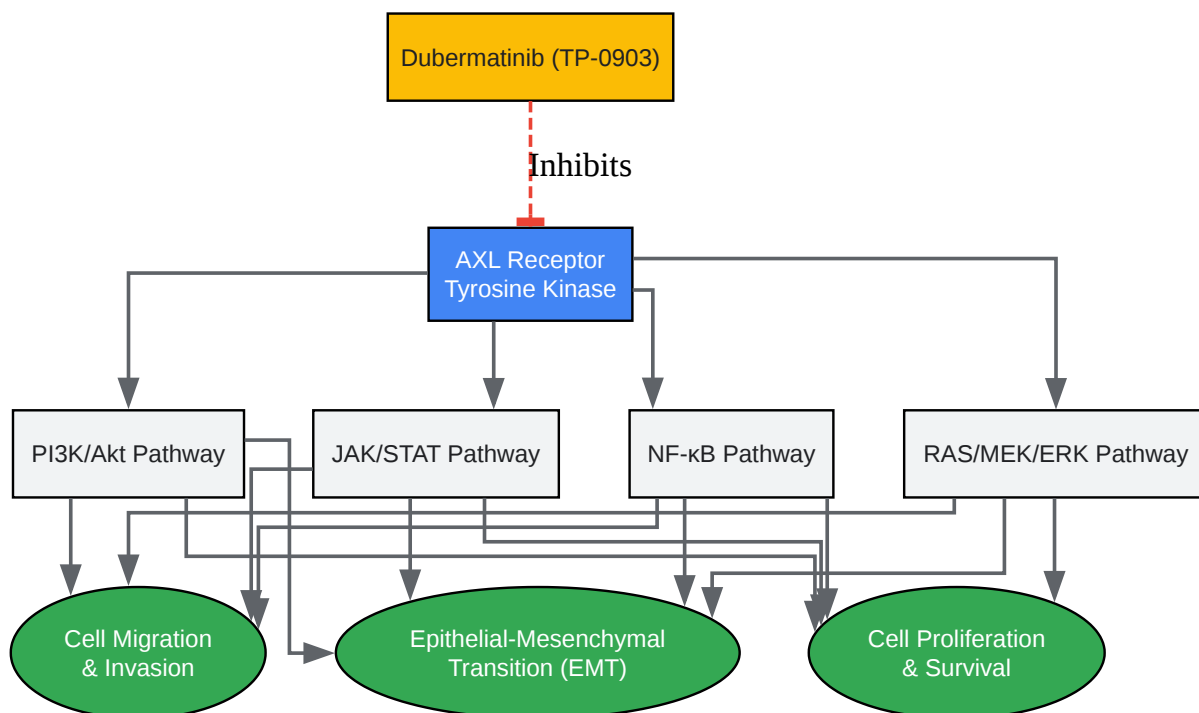 Dubermatinib (TP-0903)
Inhibits
AXL Receptor
Tyrosine Kinase
PI3K/Akt Pathway
JAK/STAT Pathway
NF-κB Pathway
RAS/MEK/ERK Pathway
Cell Migration
& Invasion
Epithelial-Mesenchymal
Transition (EMT)
Cell Proliferation
& Survival